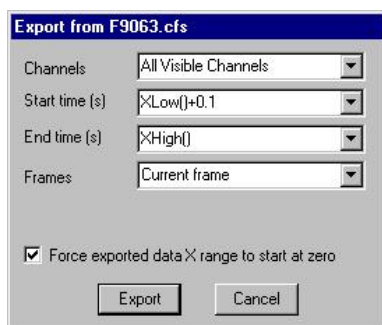 Export from F9063.cfs
Channels All Visible Channels
Start time (s) XLow()+0.1
End time (s) XHigh()
Frames Current frame
Force exported data X range to start at zero
Export Cancel